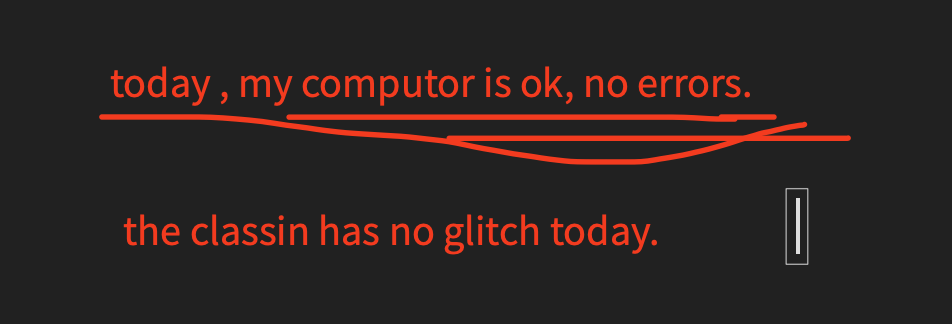 today , my computor is ok, no errors.
the classin has no glitch today.